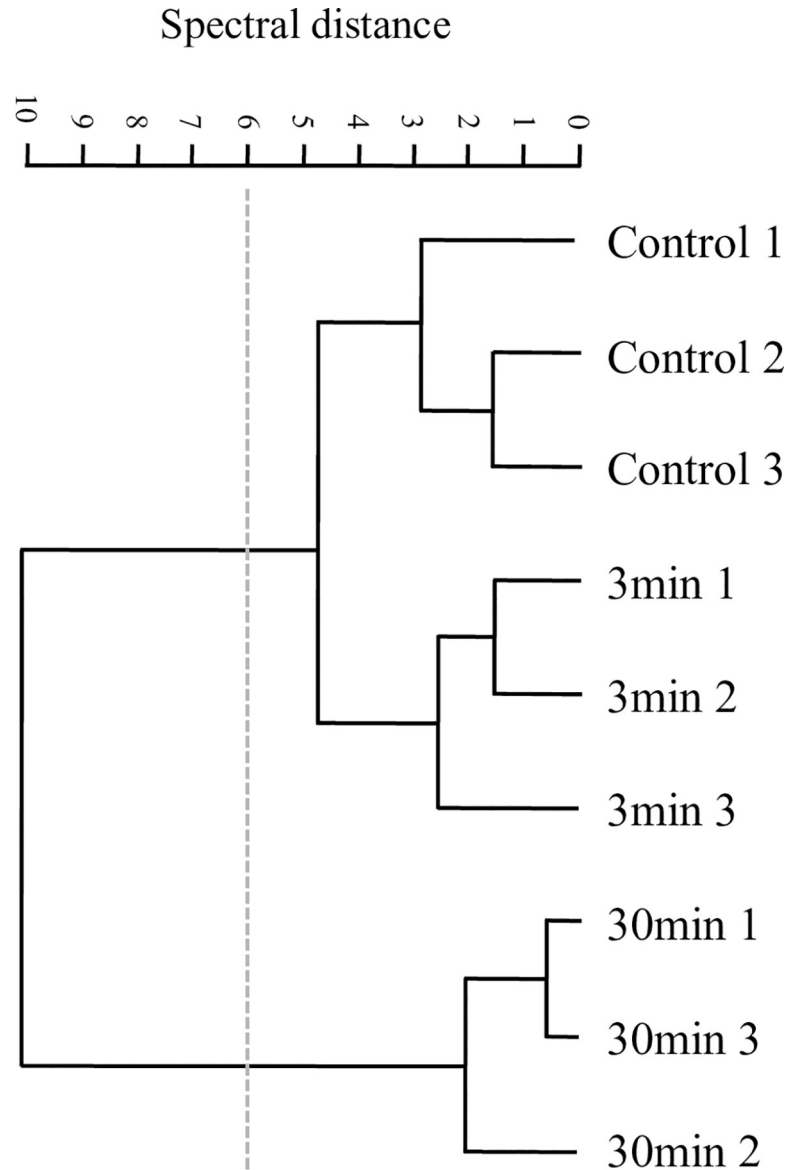 Spectral distance
10 9 8 7 6 5 4 3 2 1 0
Control 1
Control 2
Control 3
3min 1
3min 2
3min 3
30min 1
30min 3
30min 2